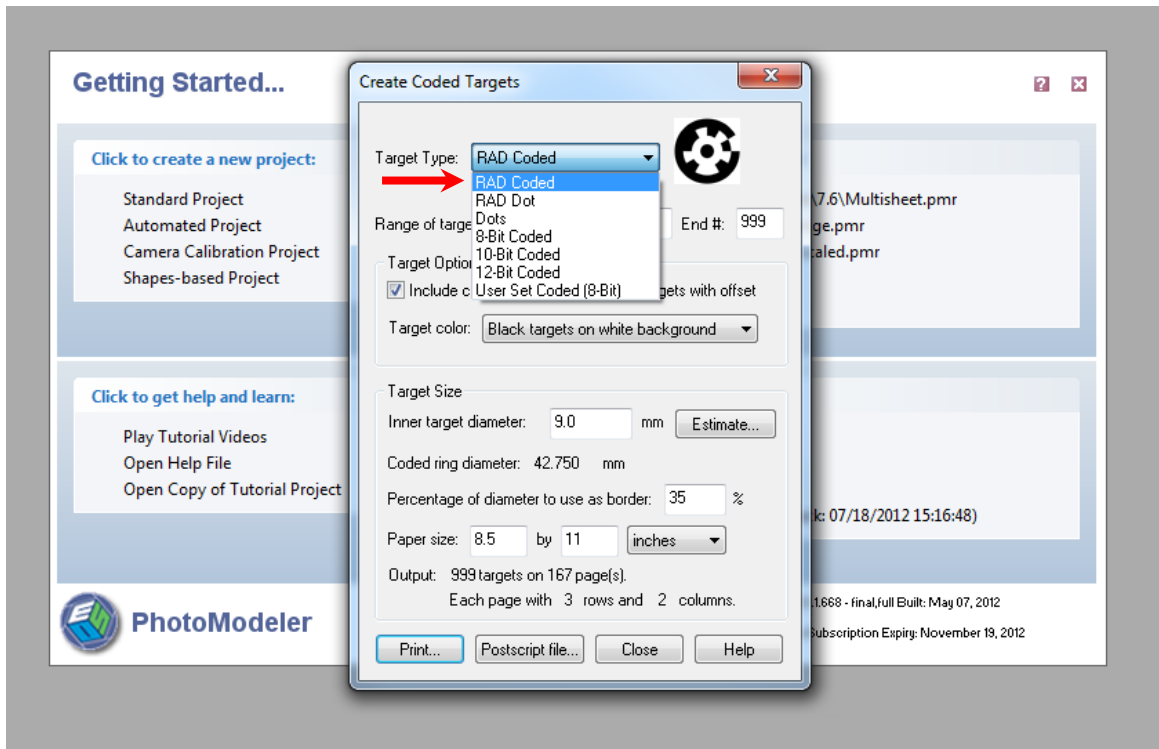 Getting Started...
Create Coded Targets
Click to create a new project:
Standard Project
Automated Project
Camera Calibration Project
Shapes-based Project
Target Type: RAD Coded
RAD Coded
RAD Dot
Dots
8-Bit Coded
10-Bit Coded
12-Bit Coded
User Set Coded (8-Bit)
Range of targe
End #: 999
Target Option
Include c
gets with offset
Target color: Black targets on white background
\7.6\Multisheet.pmr
ge.pmr
caled.pmr
Click to get help and learn:
Play Tutorial Videos
Open Help File
Open Copy of Tutorial Project
Target Size
Inner target diameter: 9.0 mm Estimate...
Coded ring diameter: 42.750 mm
Percentage of diameter to use as border: 35 %
Paper size: 8.5 by 11 inches
Output: 999 targets on 167 page(s).
Each page with 3 rows and 2 columns.
Print... Postscript file... Close Help
k: 07/18/2012 15:16:48)
PhotoModeler
.1.668 - final,full Built: May 07, 2012
Subscription Expiry: November 19, 2012